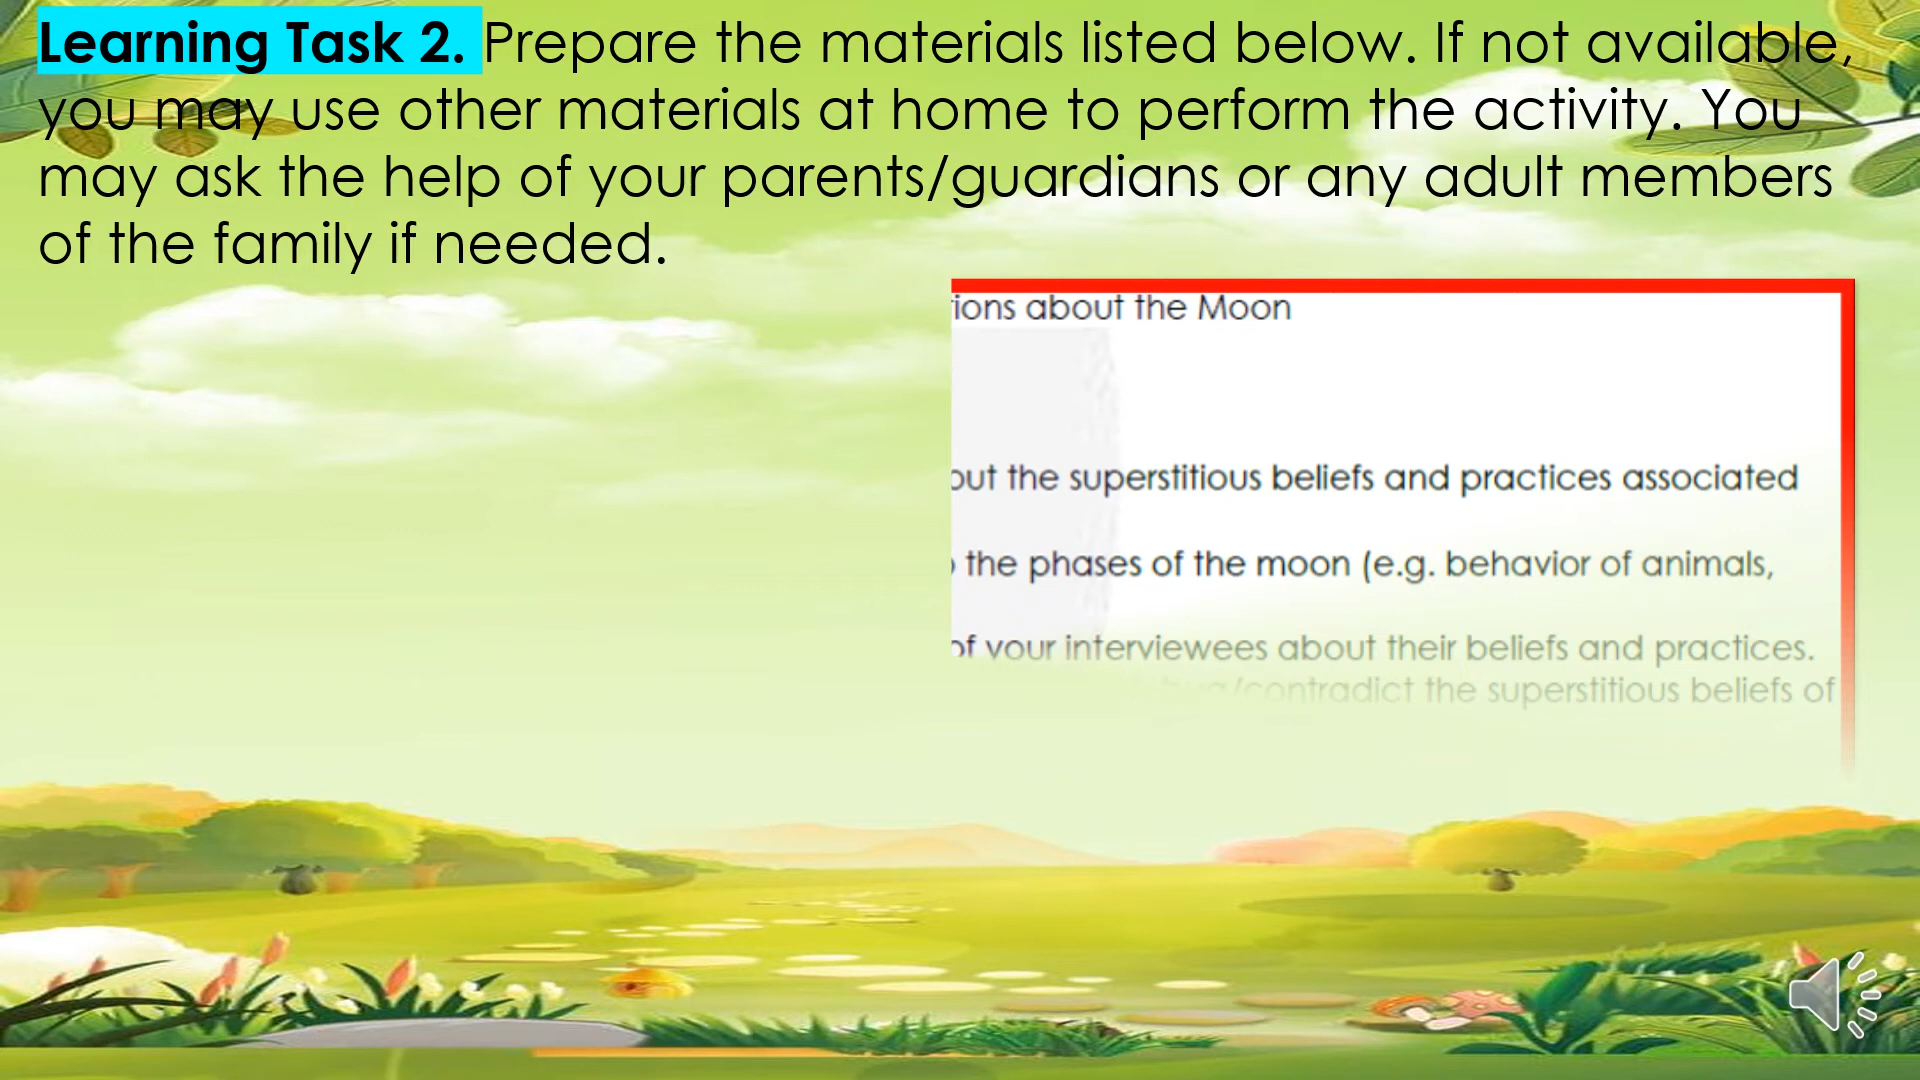 Learning Task 2. Prepare the materials listed below. If not available,
you may use other materials at home to perform the activity. You
may ask the help of your parents/guardians or any adult members
of the family if needed.
about the Moon
the superstitious beliefs and practices associated
the phases of the moon (e.g. behavior of animals,
of your interviewees about their beliefs and practices.
/contradict the superstitious beliefs of